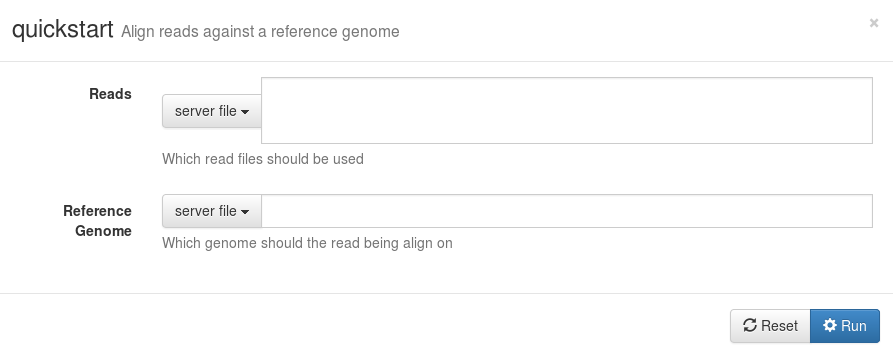 quickstart Align reads against a reference genome
×
Reads
server file
Which read files should be used
Reference
Genome
server file
Which genome should the read being align on
Reset
Run